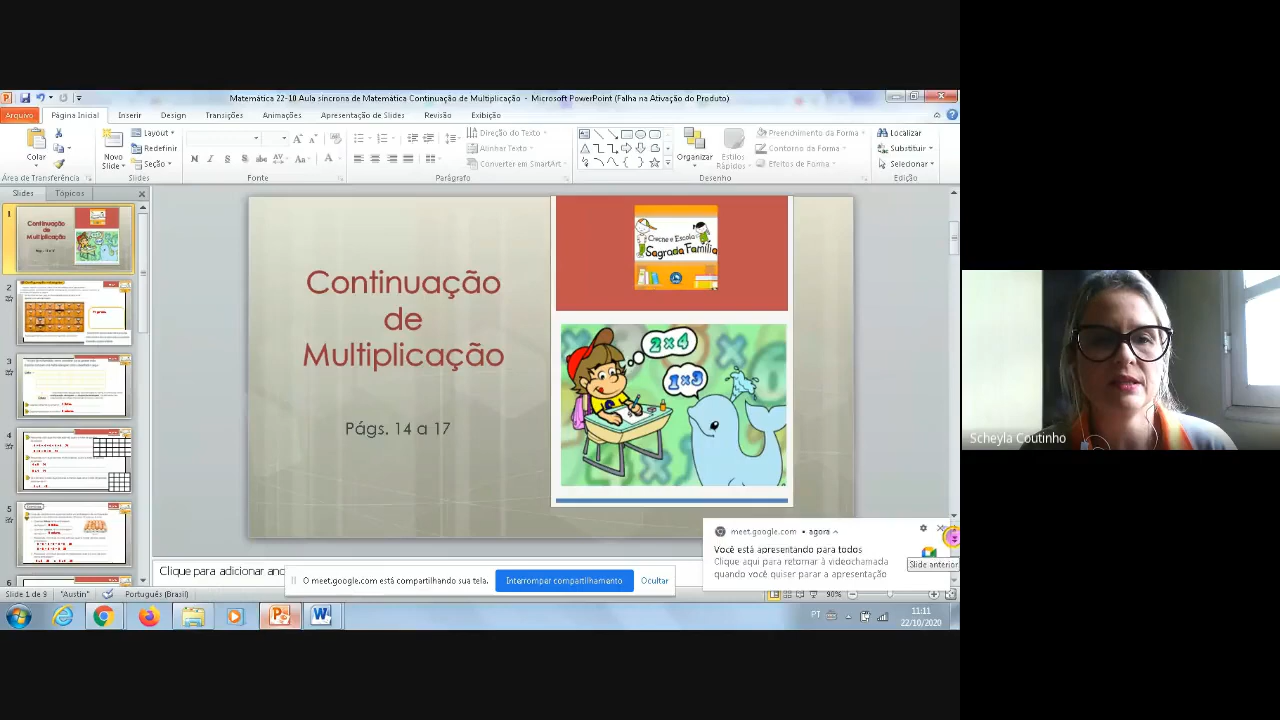 Matemática 22-10 Aula síncrona de Matemática Continuação de Multiplicação - Microsoft PowerPoint (Falha na Ativação do Produto)
Arquivo Página Inicial Inserir Design Transições Animações Apresentação de Slides Revisão Exibição
Colar
Novo Slide
Layout
Redefinir
Seção
Direção do Texto
Alinhar Texto
Converter em SmartArt
Organizar
Estilos Rápidos
Preenchimento da Forma
Contorno da Forma
Efeitos de Forma
Localizar
Substituir
Selecionar
Área de Transferência Slides Fonte Parágrafo Desenho Edição
Slides Tópicos
1
2
3
4
5
6
Continuação
de
Multiplicação
Págs. 14 a 17
Creche e Escola
Sagrada Família
2x4
1x3
Scheyla Coutinho
meet.google.com • agora
Você está apresentando para todos
Clique aqui para retornar à videochamada
quando você quiser parar a apresentação
Slide anterior
Clique para adicionar ano
O meet.google.com está compartilhando sua tela.
Interromper compartilhamento
Ocultar
Slide 1 de 9 "Austin" Português (Brasil)
90%
PT
11:11
22/10/2020